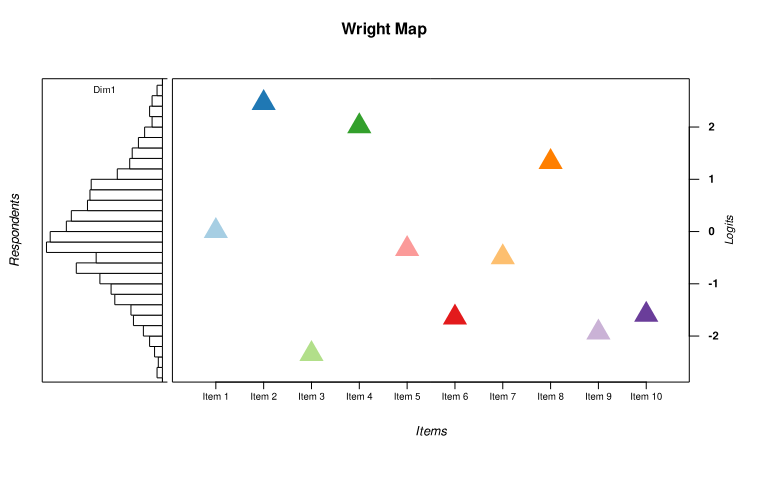 Wright Map
Dim1
Respondents
2
1
0
-1
-2
Logits
Item 1 Item 2 Item 3 Item 4 Item 5 Item 6 Item 7 Item 8 Item 9 Item 10
Items